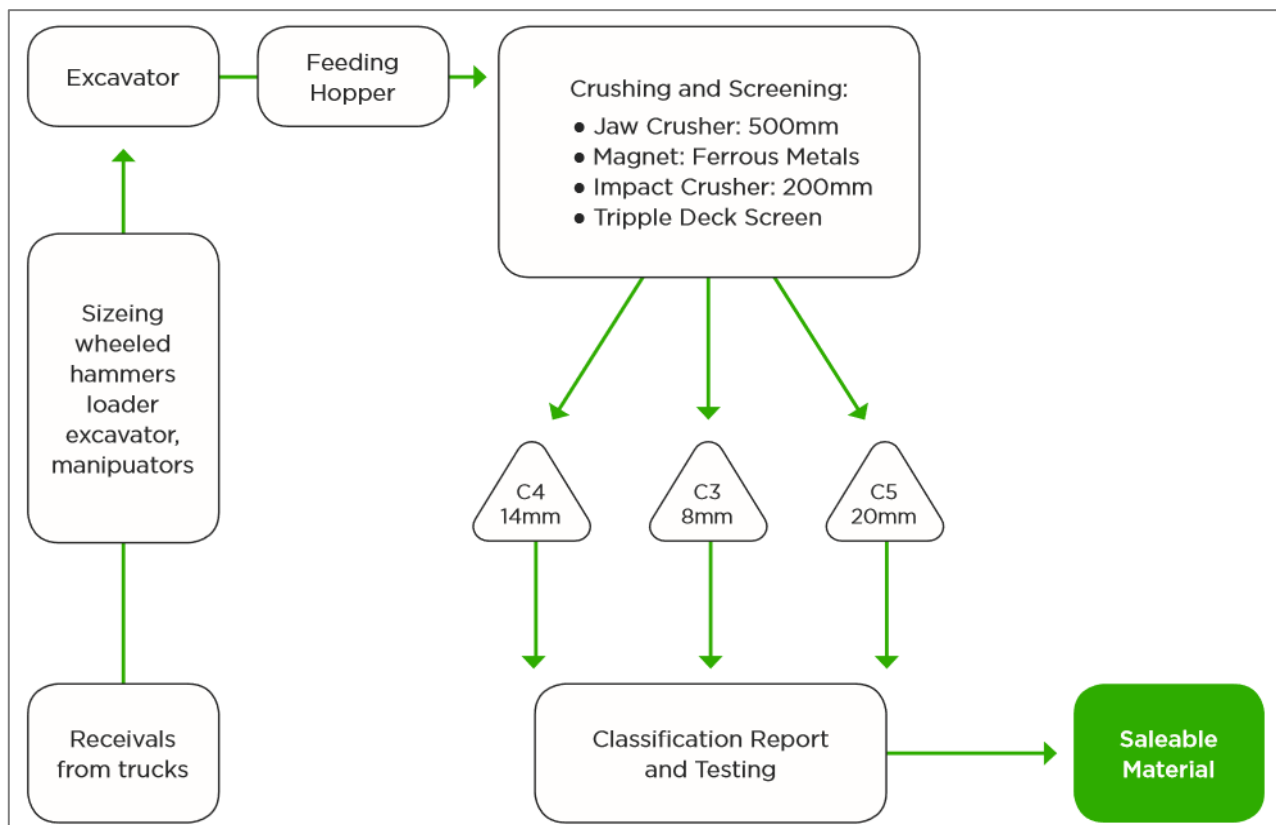 Excavator
Feeding
Hopper
Crushing and Screening:
● Jaw Crusher: 500mm
● Magnet: Ferrous Metals
● Impact Crusher: 200mm
● Tripple Deck Screen
Sizeing
wheeled
hammers
loader
excavator,
manipuators
C4
14mm
C3
8mm
C5
20mm
Receivals
from trucks
Classification Report
and Testing
Saleable
Material